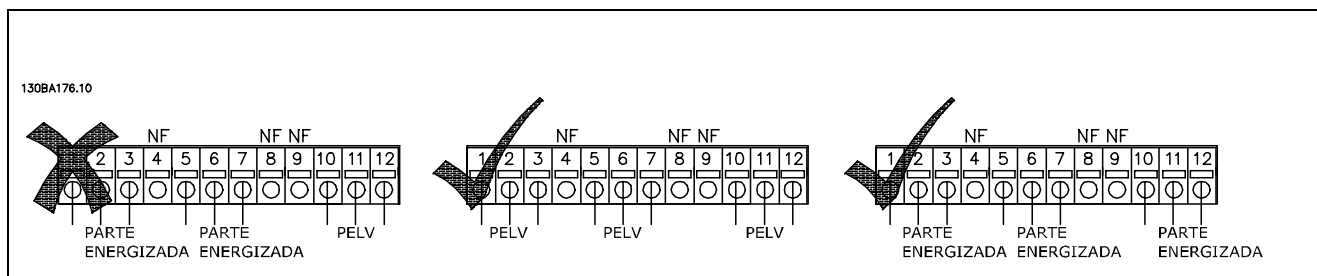 130BA176.10
NF NF NF
2 3 4 5 6 7 8 9 10 11 12
PARTE ENERGIZADA
PARTE ENERGIZADA
PELV
NF NF NF
1 2 3 4 5 6 7 8 9 10 11 12
PELV
PELV
PELV
NF NF NF
1 2 3 4 5 6 7 8 9 10 11 12
PARTE ENERGIZADA
PARTE ENERGIZADA
PARTE ENERGIZADA